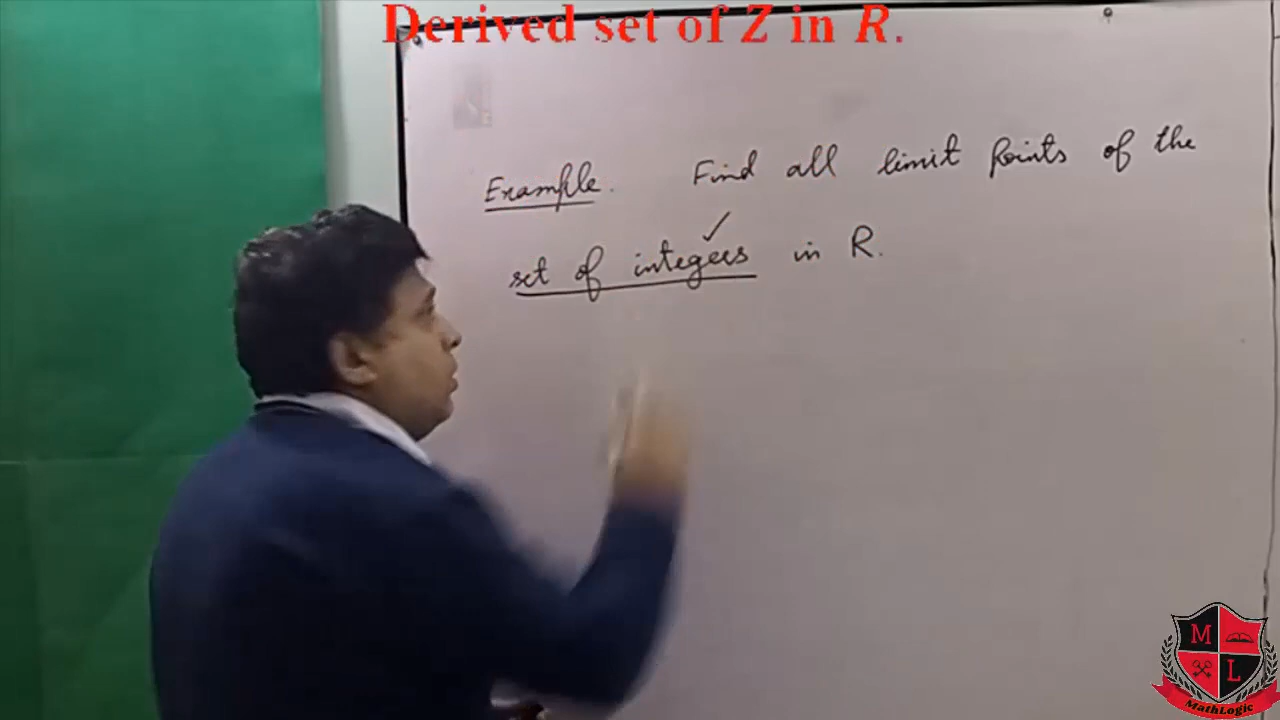 Derived set of Z in R.
Example. Find all limit points of the
set of integers in R.
M
L
MathLogic